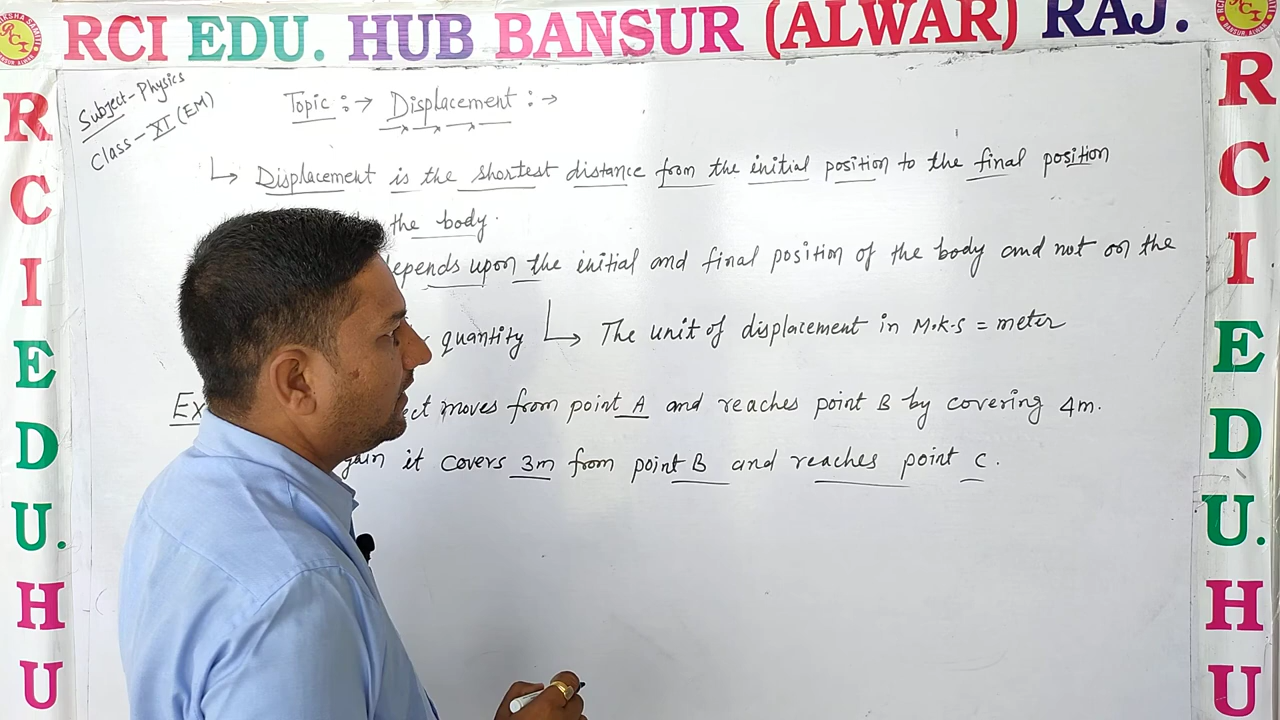 RCI EDU. HUB BANSUR (ALWAR) RAJ.
Subject-Physics
Class-XI (EM)
Topic :→ Displacement :→
↳ Displacement is the shortest distance from the initial position to the final position
the body.
depends upon the initial and final position of the body and not on the
quantity ↳ The unit of displacement in M.K.S = meter
Ex moves from point A and reaches point B by covering 4m.
it covers 3m from point B and reaches point C.
R
C
I
E
D
U.
H
U
R
C
I
E
D
U.
H
U